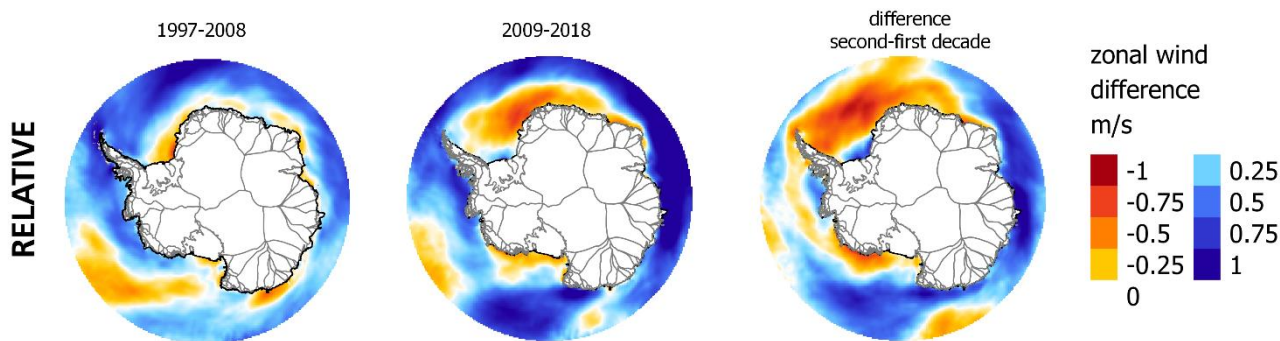 1997-2008
2009-2018
difference
second-first decade
RELATIVE
zonal wind
difference
m/s
-1
-0.75
-0.5
-0.25
0
0.25
0.5
0.75
1